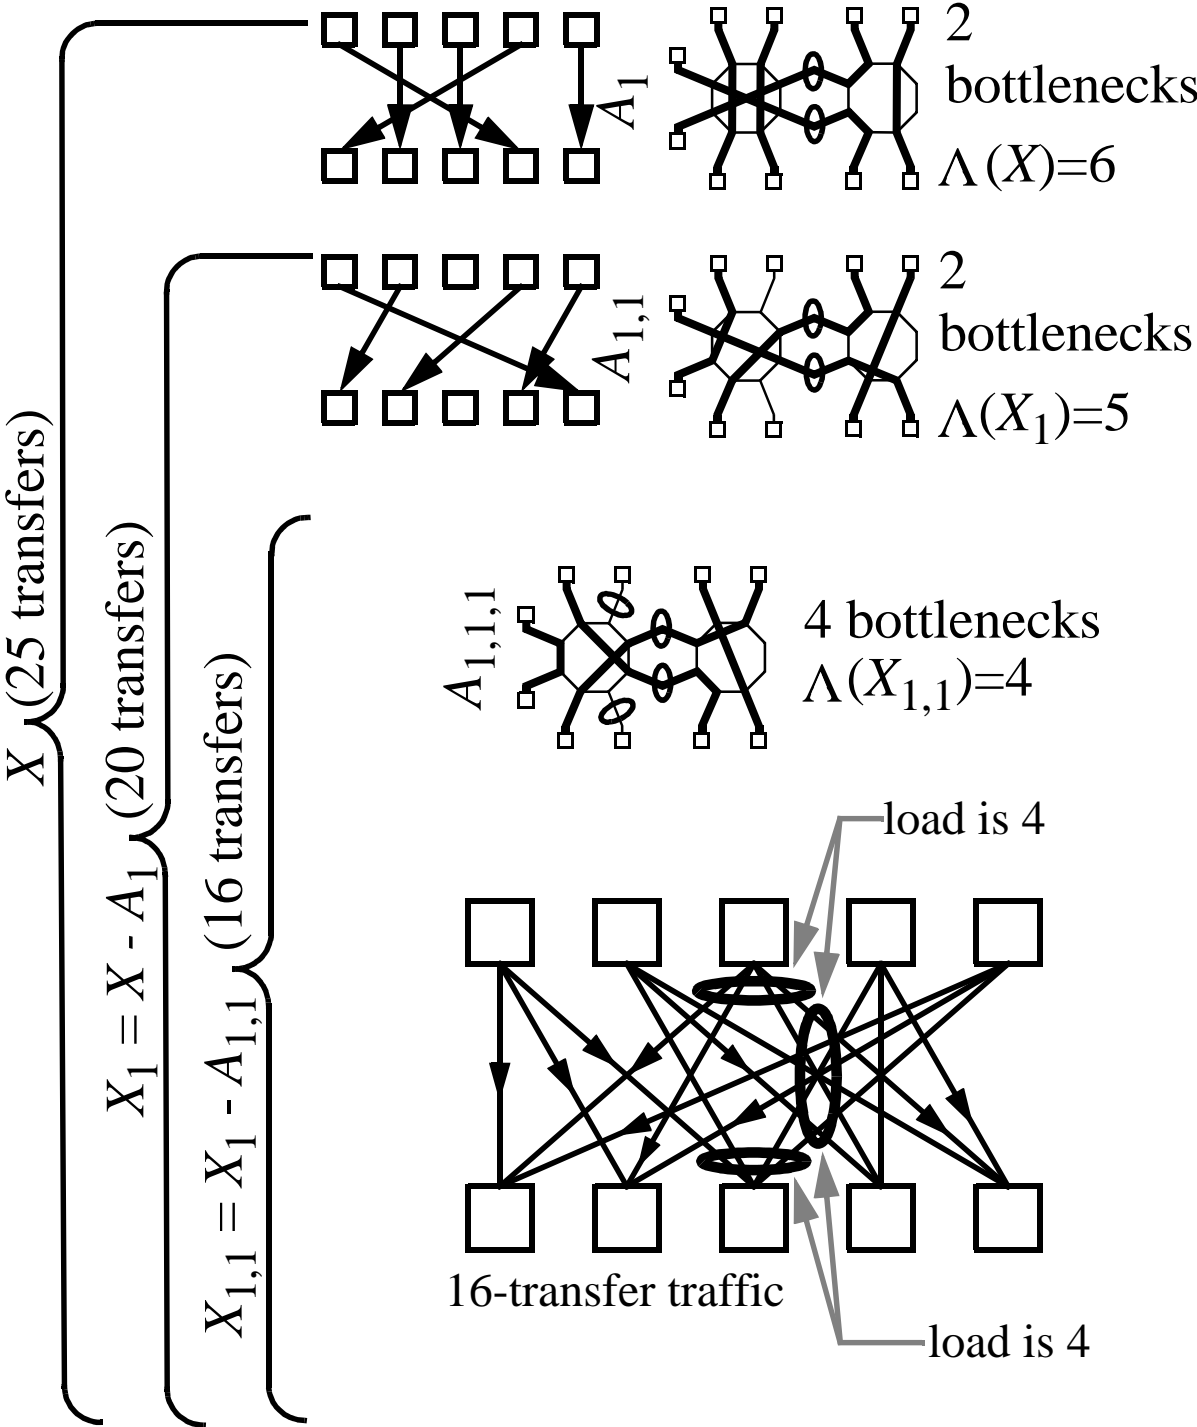 A1
2
bottlenecks
Λ(X)=6
A1,1
2
bottlenecks
Λ(X1)=5
X (25 transfers)
X1 = X - A1 (20 transfers)
X1,1 = X1 - A1,1 (16 transfers)
A1,1,1
4 bottlenecks
Λ(X1,1)=4
load is 4
16-transfer traffic
load is 4